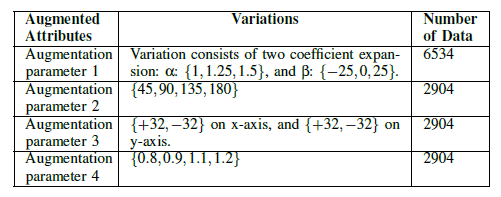 Augmented Attributes Variations Number of Data
Augmentation parameter 1 Variation consists of two coefficient expan-sion: α: {1,1.25,1.5}, and β: {−25,0,25}. 6534
Augmentation parameter 2 {45,90,135,180} 2904
Augmentation parameter 3 {+32,−32} on x-axis, and {+32,−32} on y-axis. 2904
Augmentation parameter 4 {0.8,0.9,1.1,1.2} 2904